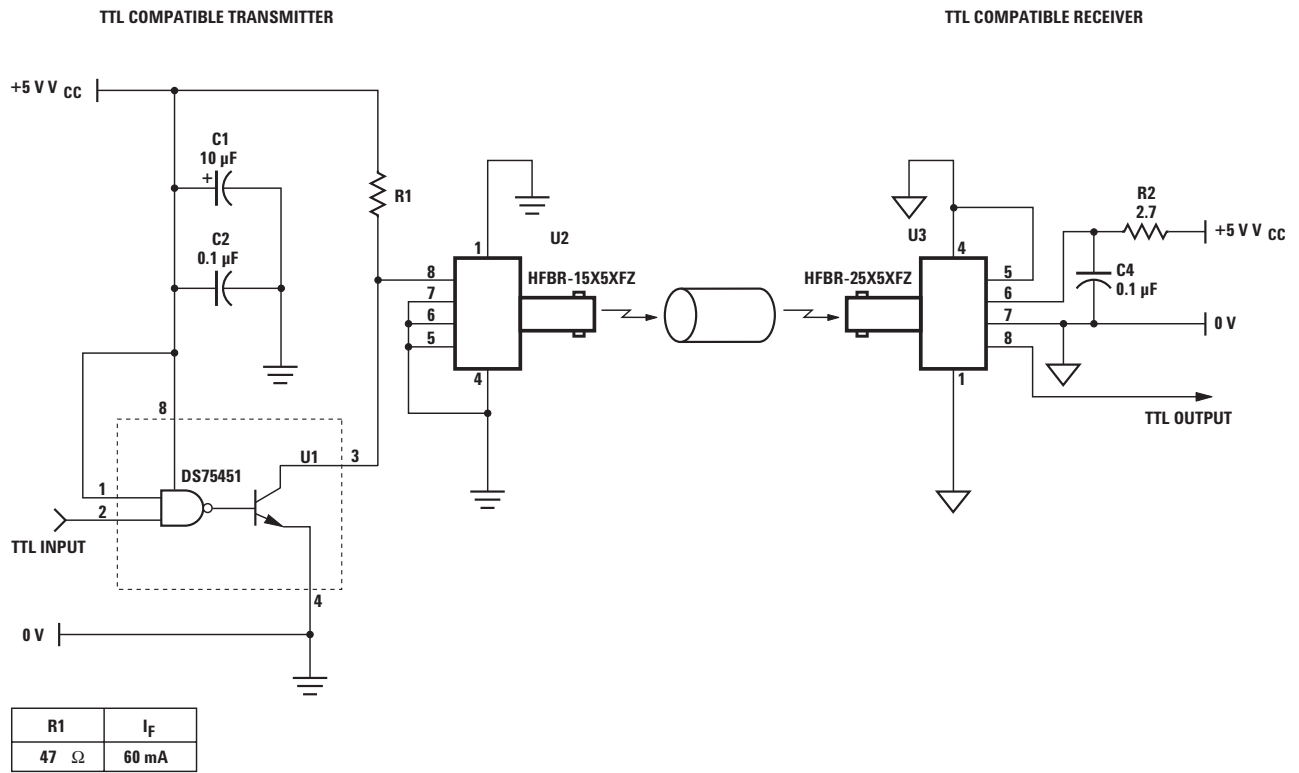 TTL COMPATIBLE TRANSMITTER
TTL COMPATIBLE RECEIVER
+5 V V CC
C1
10 µF
+
C2
0.1 µF
R1
8
DS75451
U1
3
1
2
TTL INPUT
4
0 V
1
U2
8
7
6
5
4
HFBR-15X5XFZ
HFBR-25X5XFZ
U3
4
5
6
7
8
1
R2
2.7
+5 V V CC
C4
0.1 µF
0 V
TTL OUTPUT
R1 IF
47 Ω 60 mA